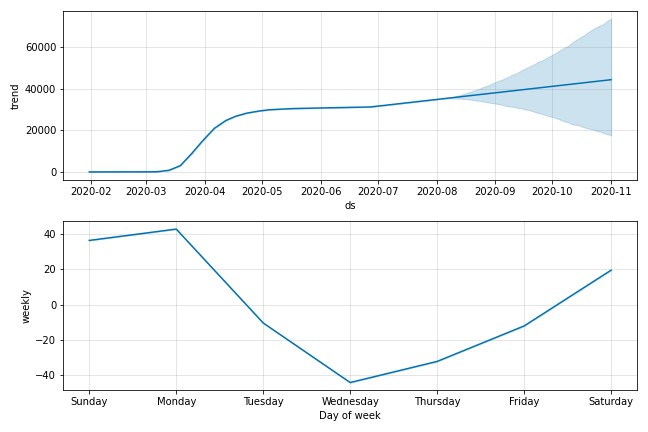 60000
40000
20000
0
trend
2020-02 2020-03 2020-04 2020-05 2020-06 2020-07 2020-08 2020-09 2020-10 2020-11
ds
40
20
0
−20
−40
weekly
Sunday Monday Tuesday Wednesday Thursday Friday Saturday
Day of week